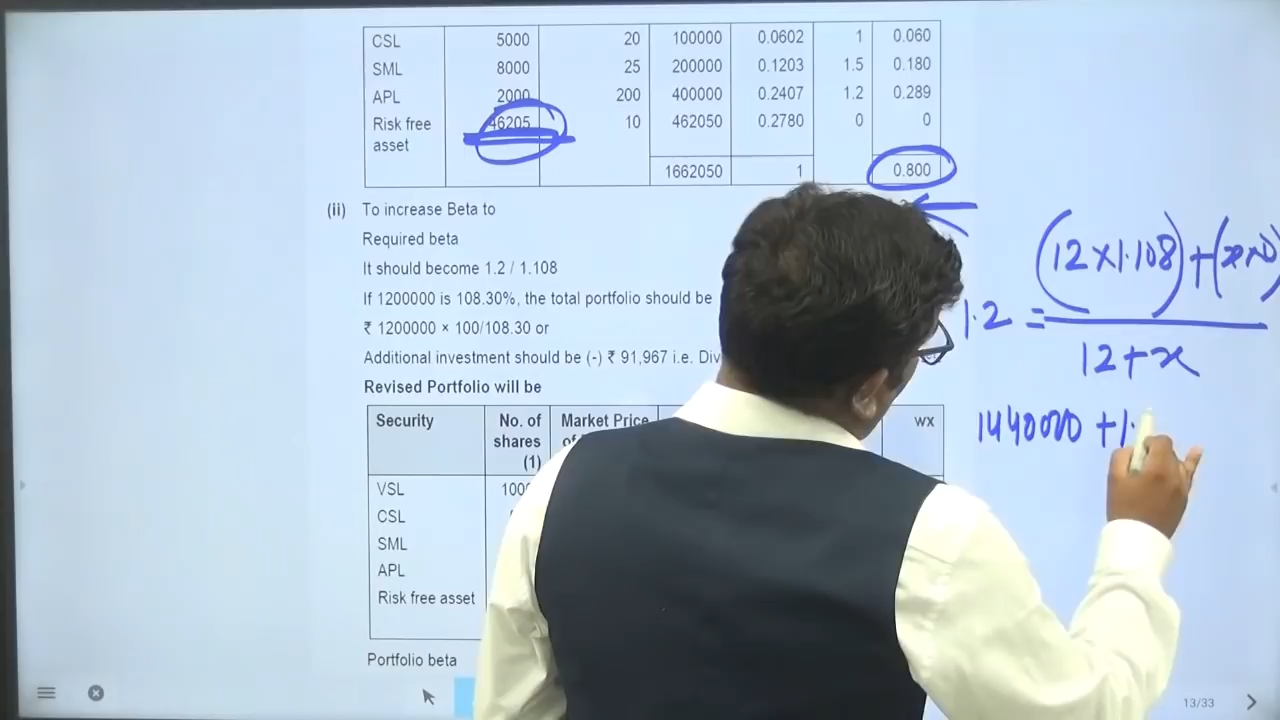 CSL 5000 20 100000 0.0602 1 0.060
SML 8000 25 200000 0.1203 1.5 0.180
APL 2000 200 400000 0.2407 1.2 0.289
Risk free asset 46205 10 462050 0.2780 0 0
1662050 1 0.800
(ii) To increase Beta to
Required beta
It should become 1.2 / 1.108
If 1200000 is 108.30%, the total portfolio should be
₹ 1200000 × 100/108.30 or
Additional investment should be (-) ₹ 91,967 i.e.
Revised Portfolio will be
Security No. of shares (1) Market Price wx
VSL
CSL
SML
APL
Risk free asset
Portfolio beta
1.2 = (12×1.108)+(x×0)
12+x
1440000 +1.
13/33